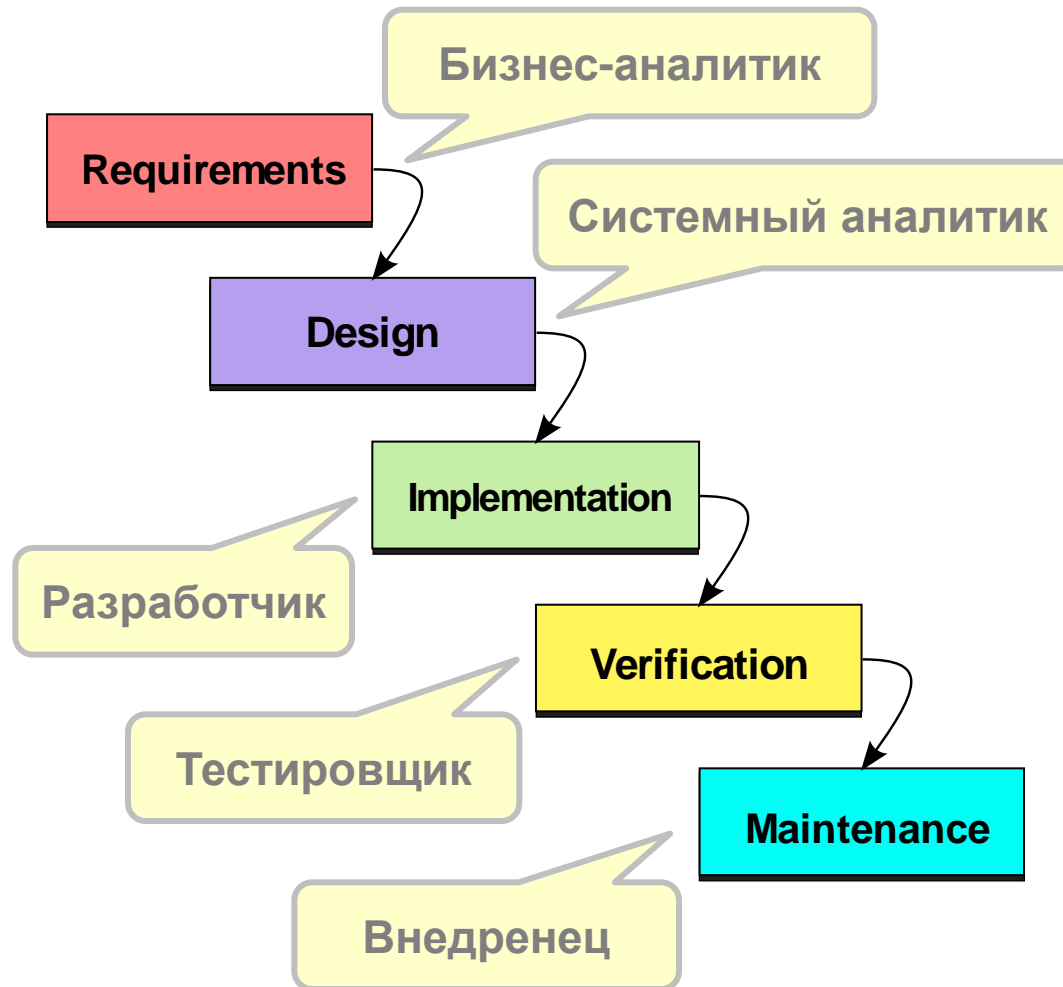 Бизнес-аналитик
Requirements
Системный аналитик
Design
Implementation
Разработчик
Verification
Тестировщик
Maintenance
Внедренец